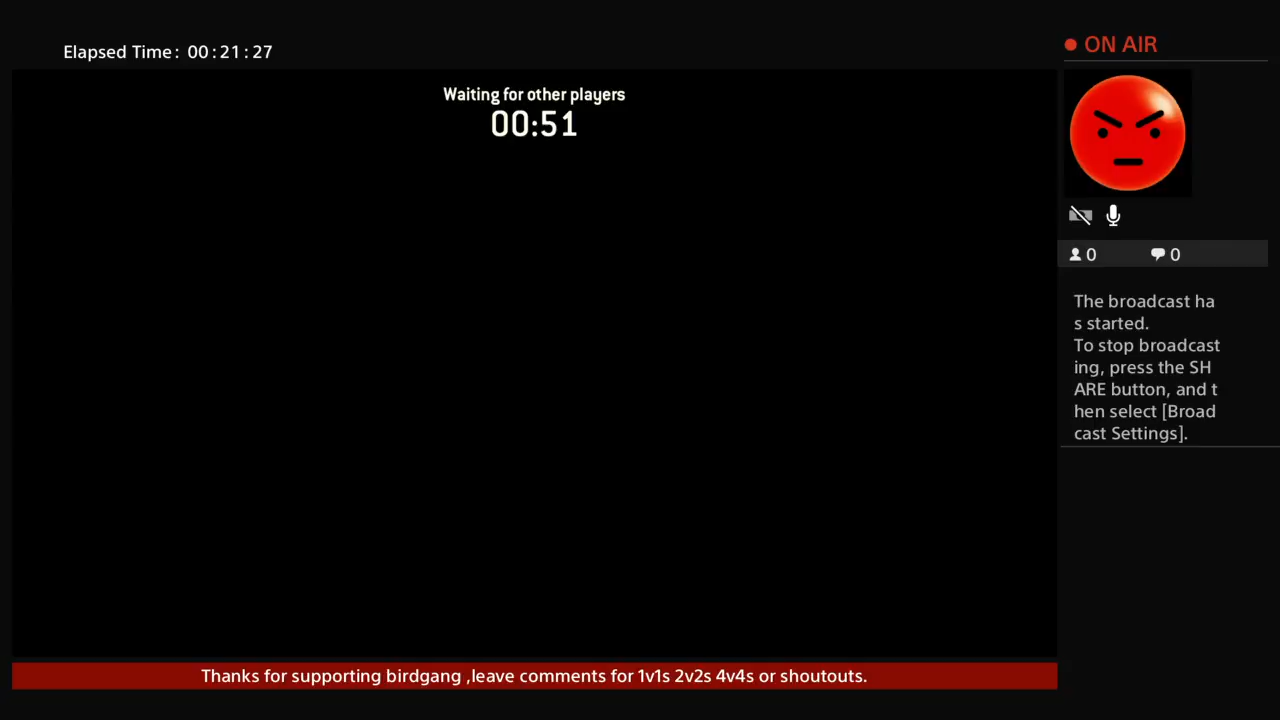 Elapsed Time: 00:21:27
ON AIR
Waiting for other players
00:51
0 0
The broadcast ha
s started.
To stop broadcast
ing, press the SH
ARE button, and t
hen select [Broad
cast Settings].
Thanks for supporting birdgang ,leave comments for 1v1s 2v2s 4v4s or shoutouts.